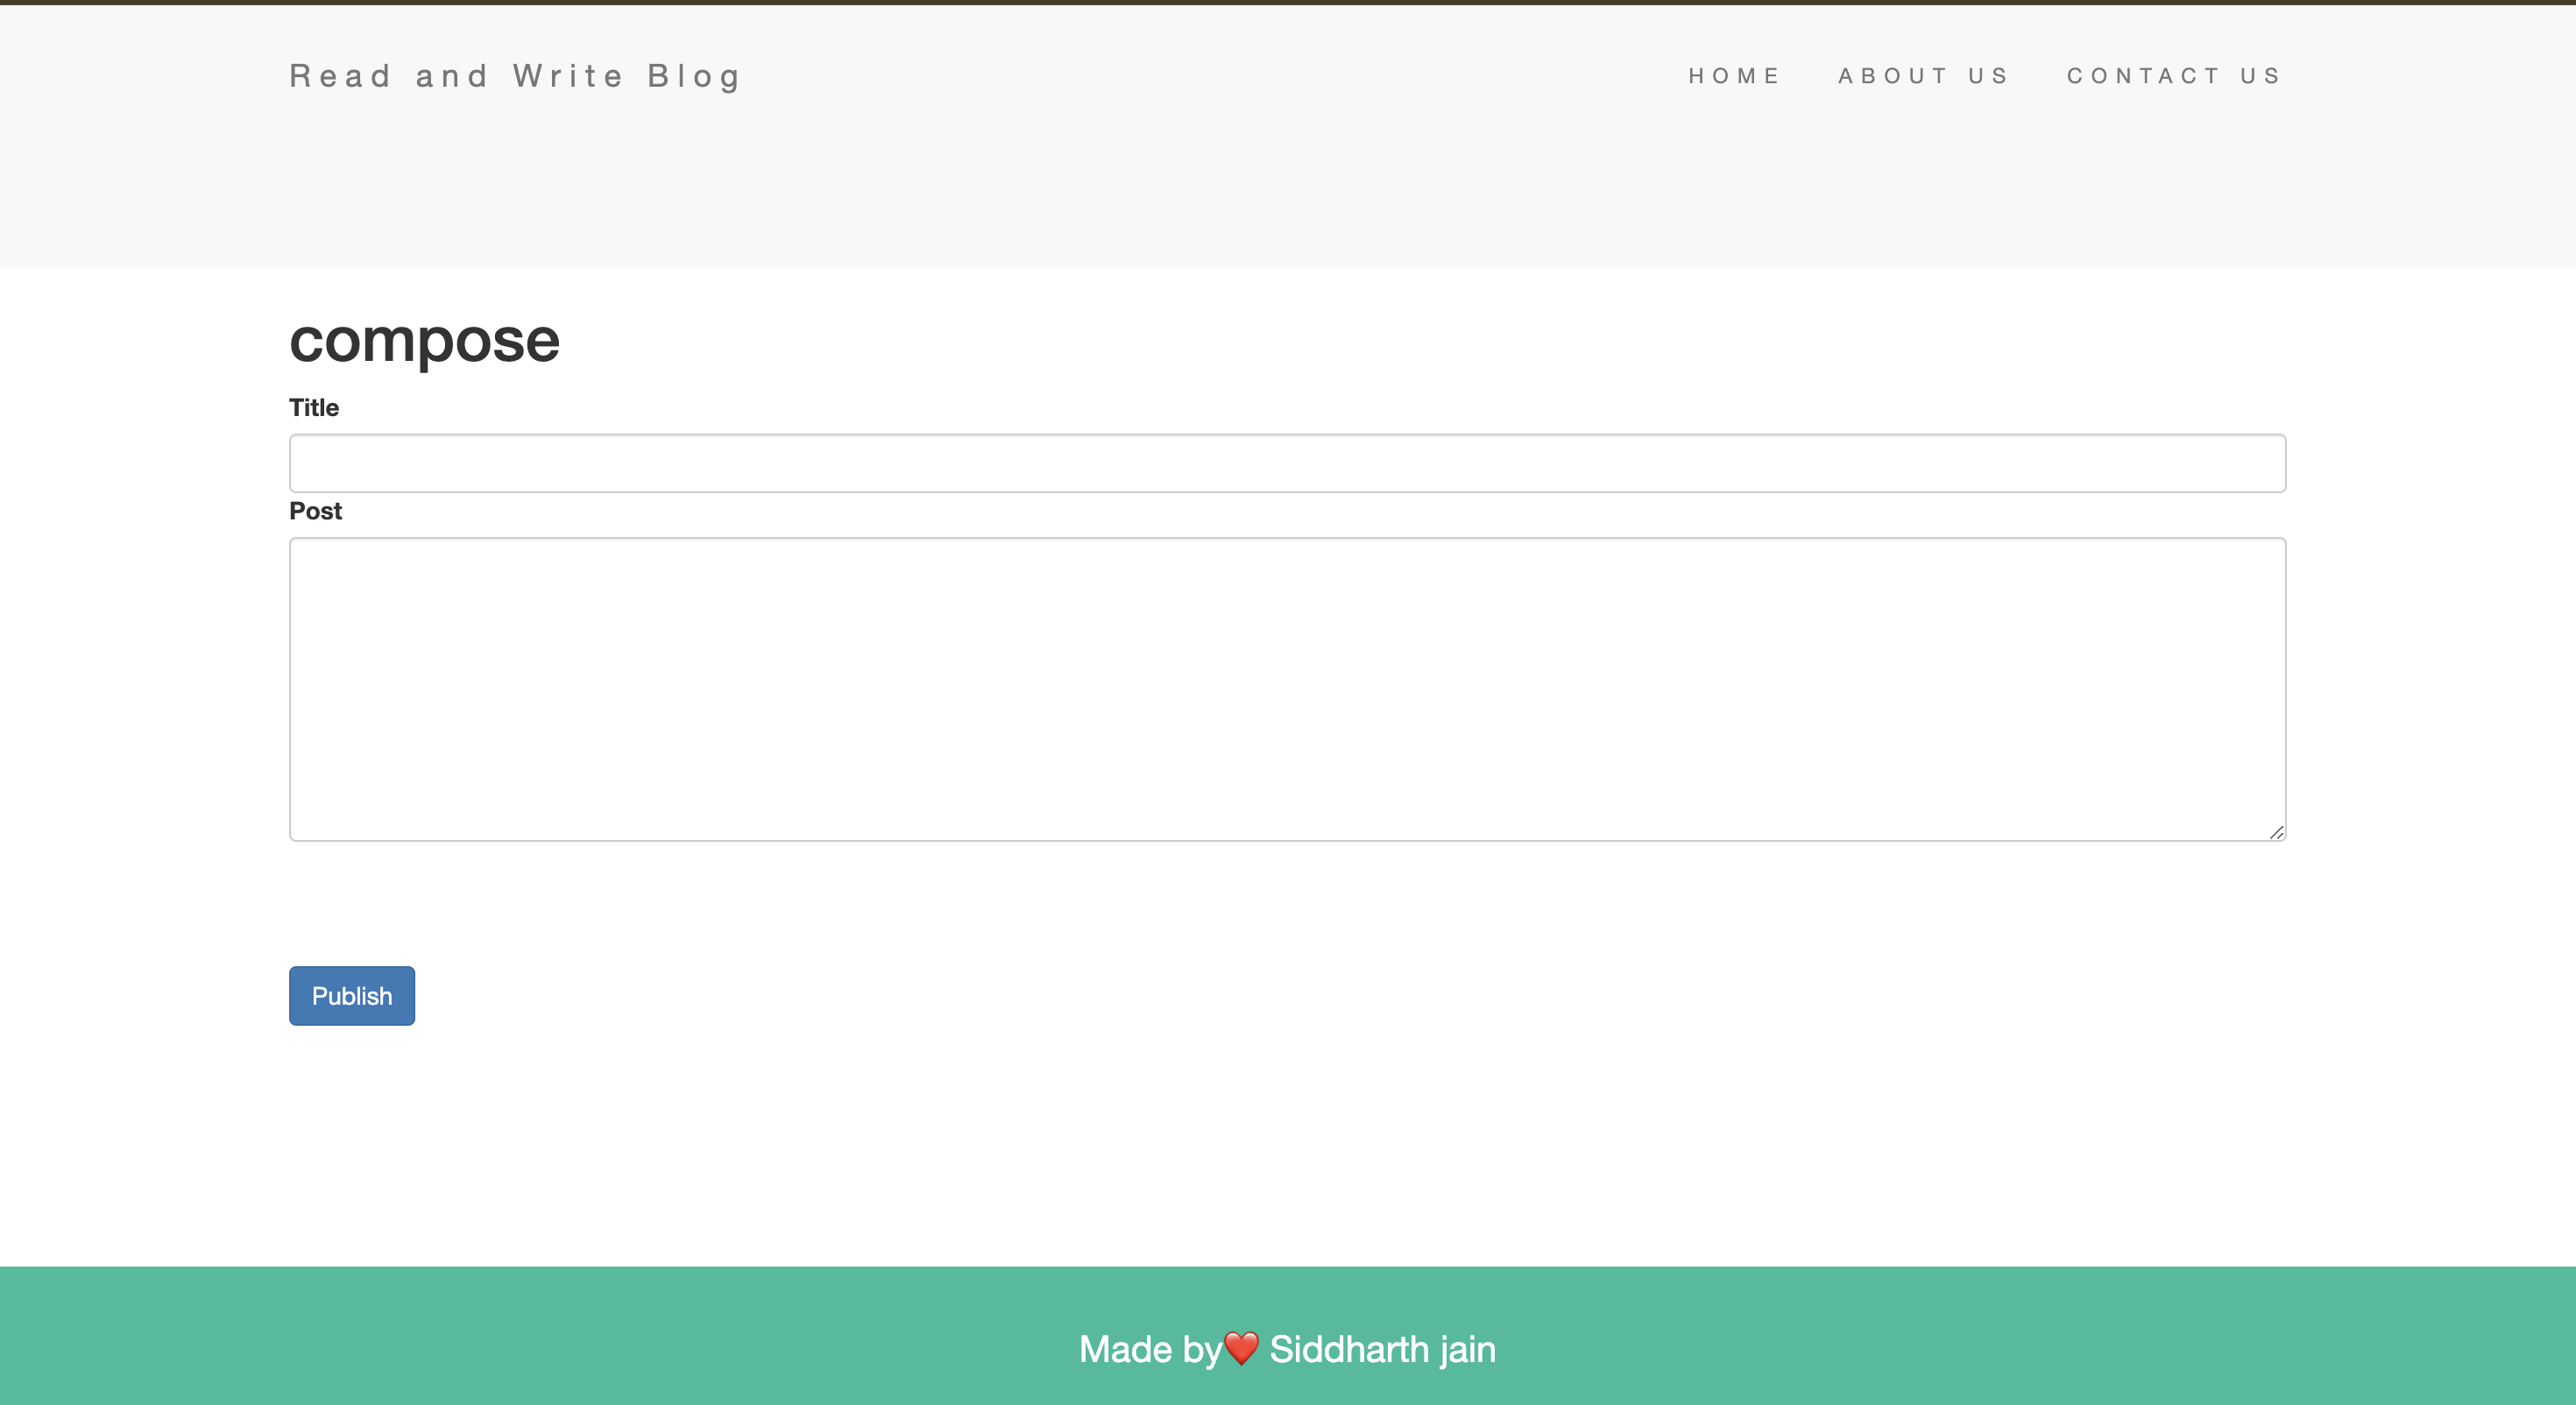 Read and Write Blog
HOME ABOUT US CONTACT US
compose
Title
Post
Publish
Made by❤️ Siddharth jain